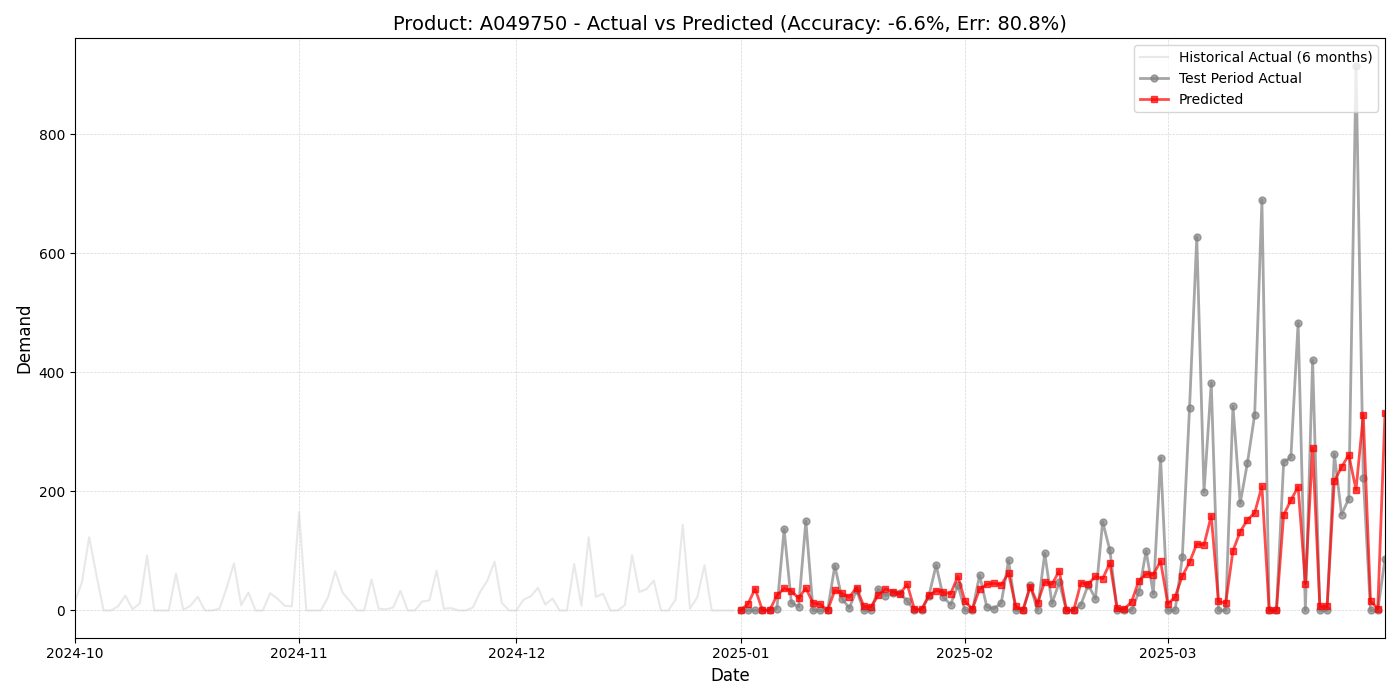 Product: A049750 - Actual vs Predicted (Accuracy: -6.6%, Err: 80.8%)
Historical Actual (6 months)
Test Period Actual
Predicted
Demand
800
600
400
200
0
2024-10
2024-11
2024-12
2025-01
2025-02
2025-03
Date